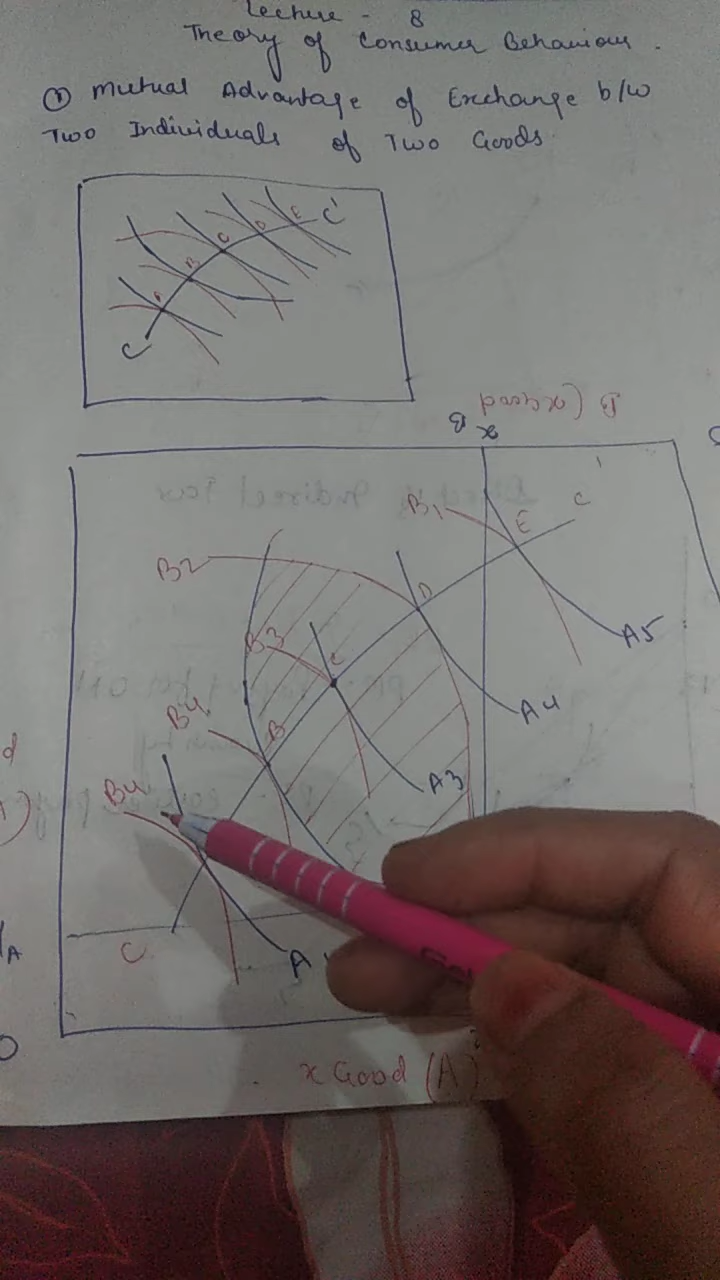 Lecture - 8
Theory of Consumer Behaviour.
① Mutual Advantage of Exchange b/w
Two Individuals of Two Goods.
C'
E
D
C
B
A
C
B (x Good)
B x
B1
E
C
B2
D
A5
B3
C
A4
B4
B
A3
B4
C
A
A
O
x Good (A)